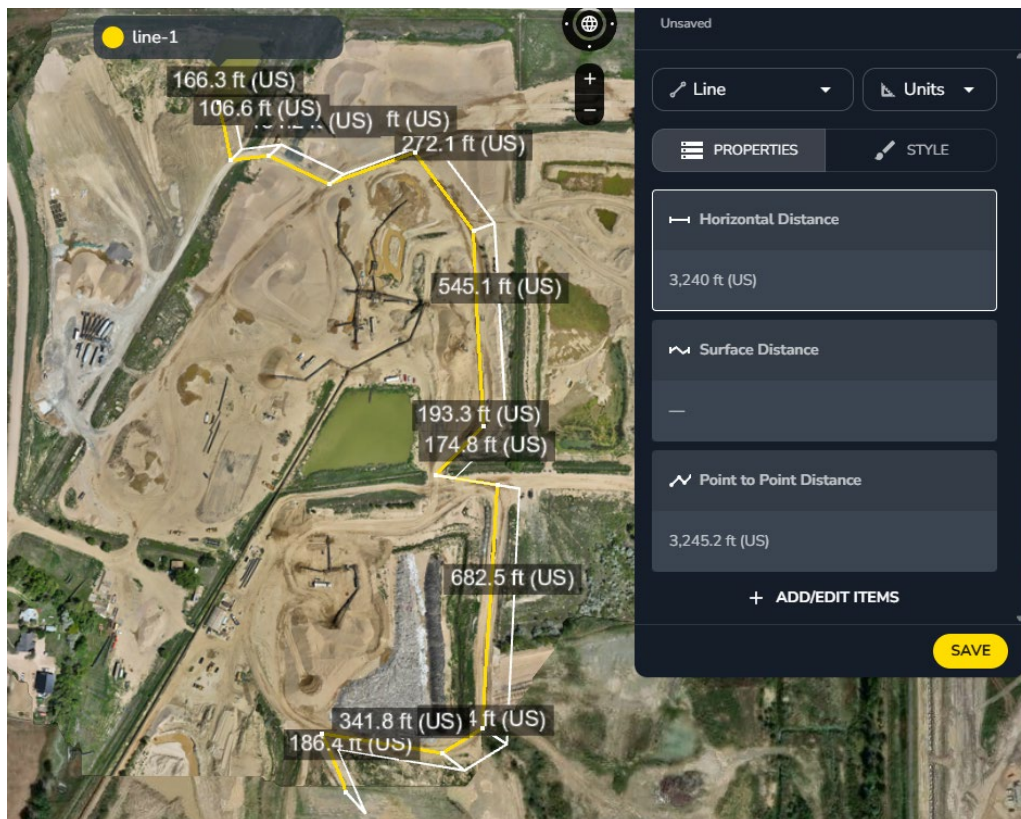 line-1
166.3 ft (US)
106.6 ft (US)
(US)
ft (US)
272.1 ft (US)
545.1 ft (US)
193.3 ft (US)
174.8 ft (US)
682.5 ft (US)
341.8 ft (US)
ft (US)
186.4 ft (US)
+
−
Unsaved
Line
Units
PROPERTIES
STYLE
Horizontal Distance
3,240 ft (US)
Surface Distance
—
Point to Point Distance
3,245.2 ft (US)
+ ADD/EDIT ITEMS
SAVE